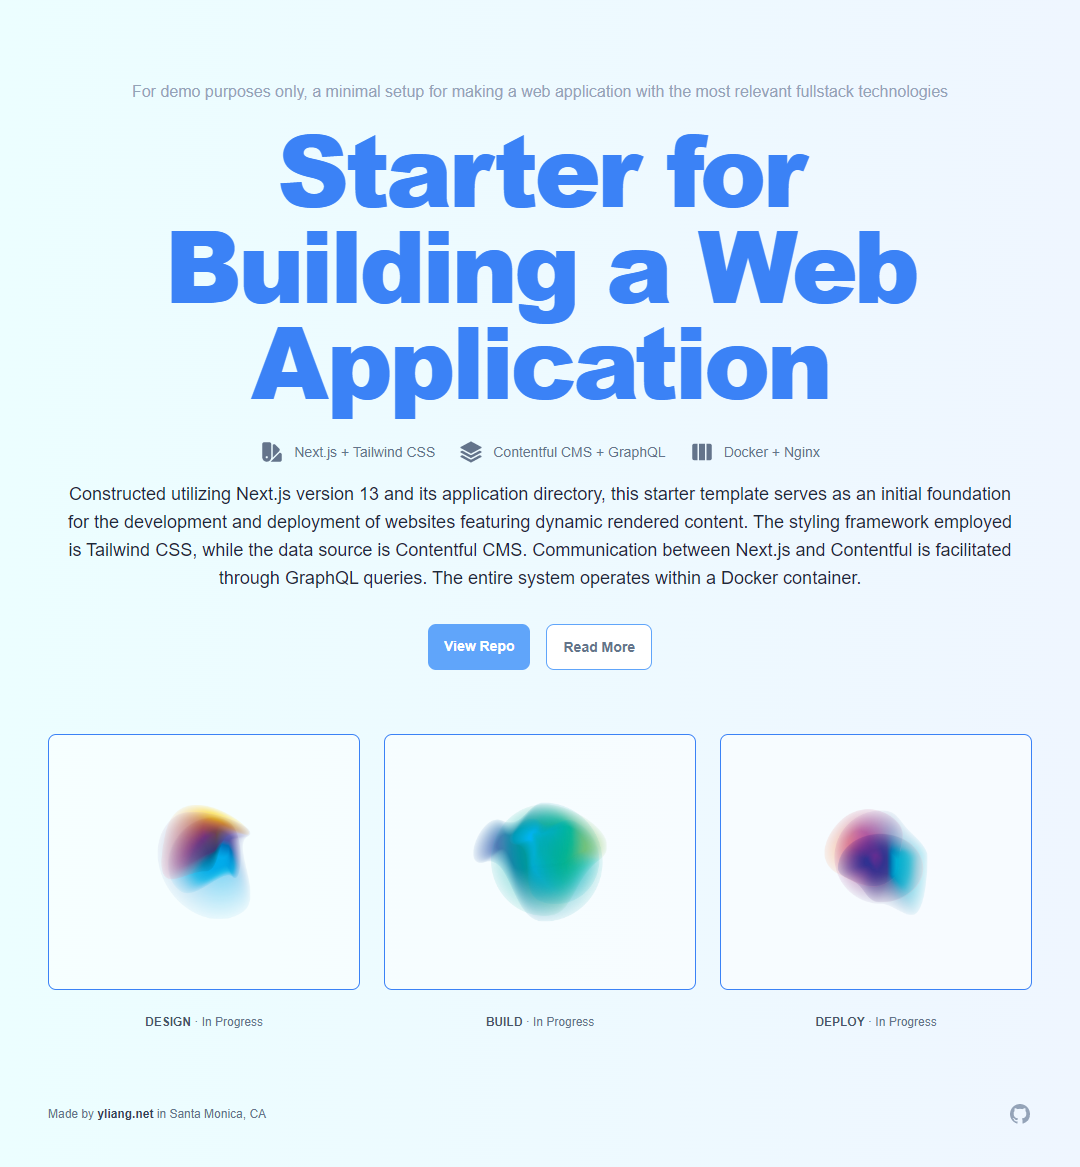 For demo purposes only, a minimal setup for making a web application with the most relevant fullstack technologies
Starter for
Building a Web
Application
Next.js + Tailwind CSS
Contentful CMS + GraphQL
Docker + Nginx
Constructed utilizing Next.js version 13 and its application directory, this starter template serves as an initial foundation
for the development and deployment of websites featuring dynamic rendered content. The styling framework employed
is Tailwind CSS, while the data source is Contentful CMS. Communication between Next.js and Contentful is facilitated
through GraphQL queries. The entire system operates within a Docker container.
View Repo
Read More
DESIGN · In Progress
BUILD · In Progress
DEPLOY · In Progress
Made by yliang.net in Santa Monica, CA